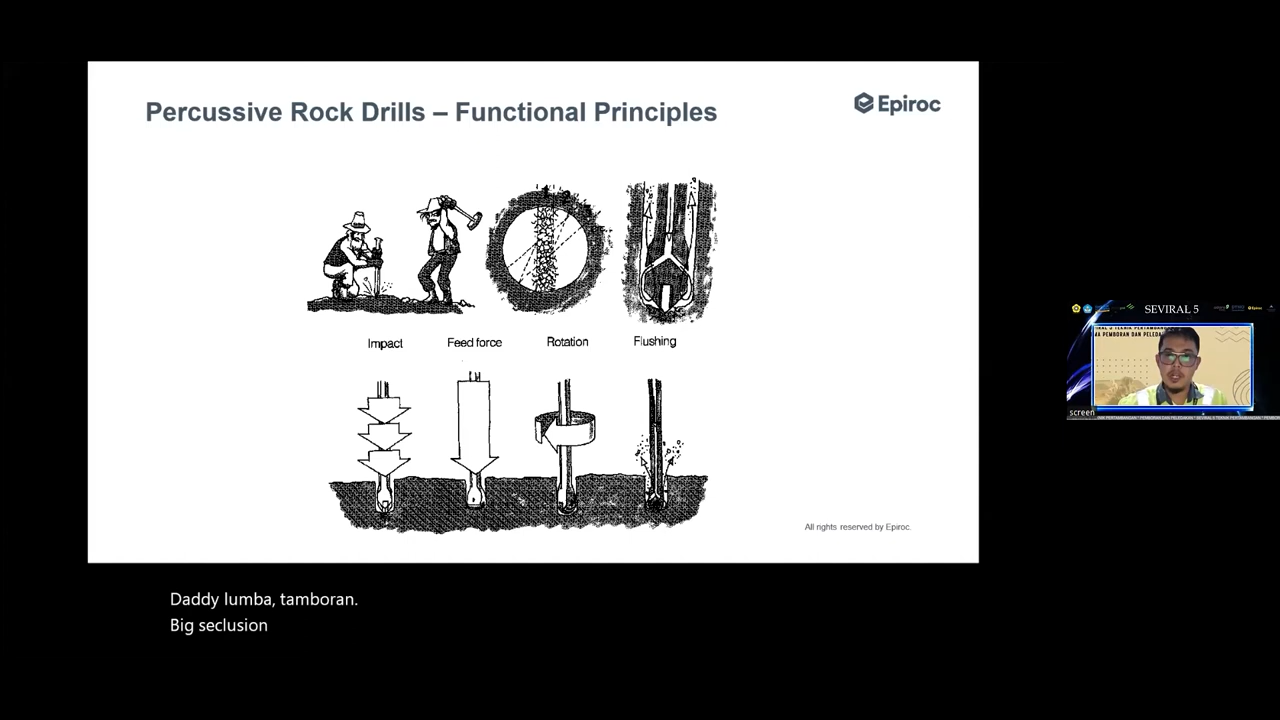 Percussive Rock Drills – Functional Principles
Epiroc
Impact
Feed force
Rotation
Flushing
All rights reserved by Epiroc
SEVIRAL 5
screen
Daddy lumba, tamboran.
Big seclusion